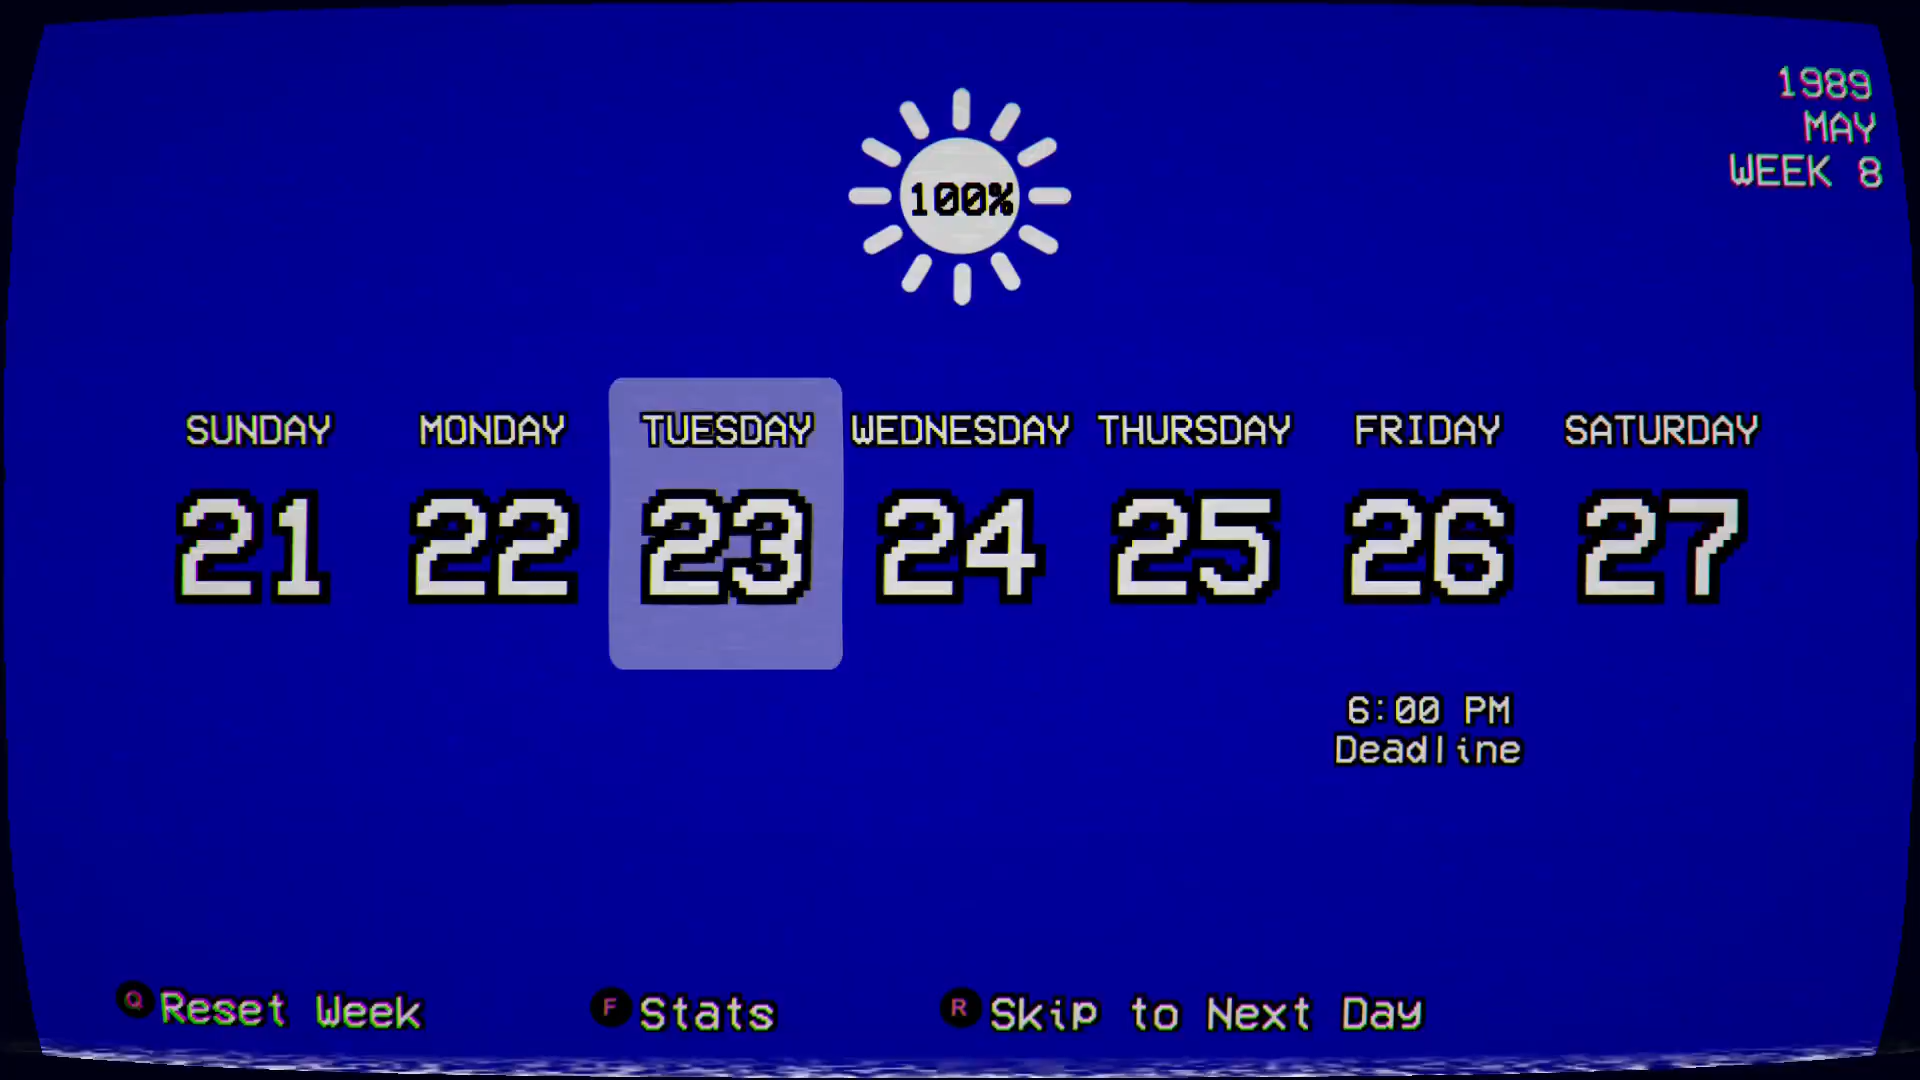 1989
MAY
WEEK 8
100%
SUNDAY MONDAY TUESDAY WEDNESDAY THURSDAY FRIDAY SATURDAY
21 22 23 24 25 26 27
6:00 PM
Deadline
Q Reset Week F Stats R Skip to Next Day